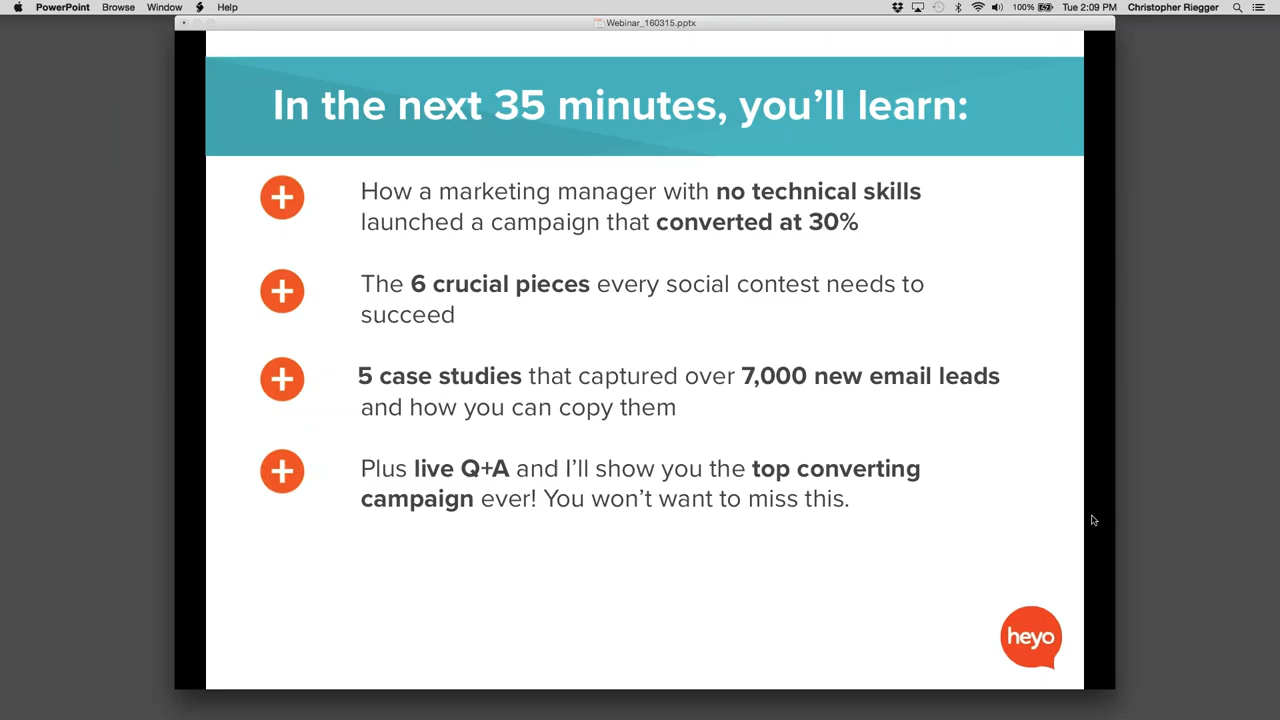 PowerPoint Browse Window Help 100% Tue 2:09 PM Christopher Riegger
Webinar_160315.pptx
In the next 35 minutes, you’ll learn:
How a marketing manager with no technical skills
launched a campaign that converted at 30%
The 6 crucial pieces every social contest needs to
succeed
5 case studies that captured over 7,000 new email leads
and how you can copy them
Plus live Q+A and I’ll show you the top converting
campaign ever! You won’t want to miss this.
heyo